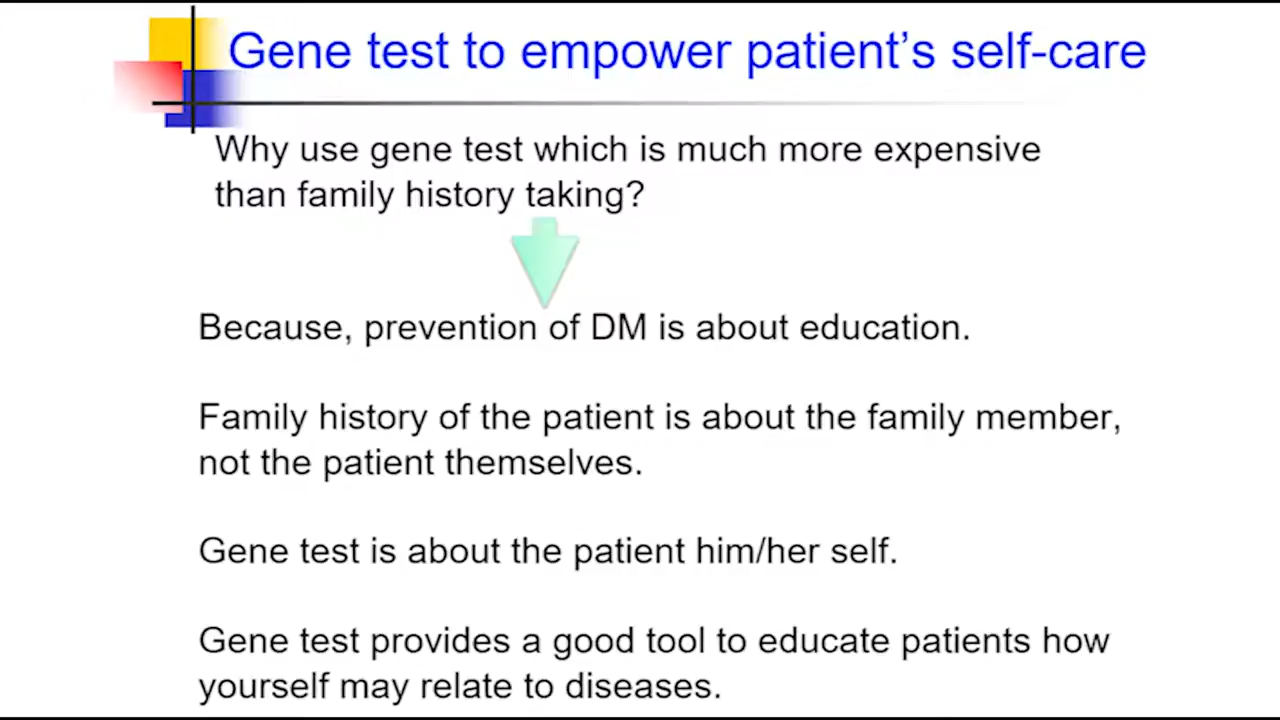 Gene test to empower patient’s self-care
Why use gene test which is much more expensive
than family history taking?
Because, prevention of DM is about education.
Family history of the patient is about the family member,
not the patient themselves.
Gene test is about the patient him/her self.
Gene test provides a good tool to educate patients how
yourself may relate to diseases.